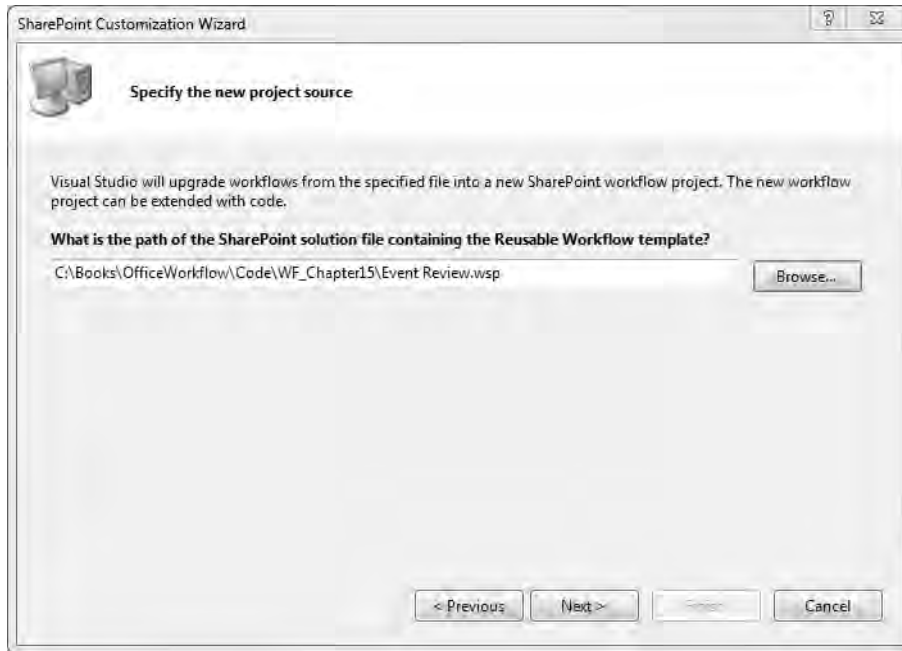 SharePoint Customization Wizard
Specify the new project source
Visual Studio will upgrade workflows from the specified file into a new SharePoint workflow project. The new workflow
project can be extended with code.
What is the path of the SharePoint solution file containing the Reusable Workflow template?
C:\Books\OfficeWorkflow\Code\WF_Chapter15\Event Review.wsp
Browse...
< Previous
Next >
Cancel